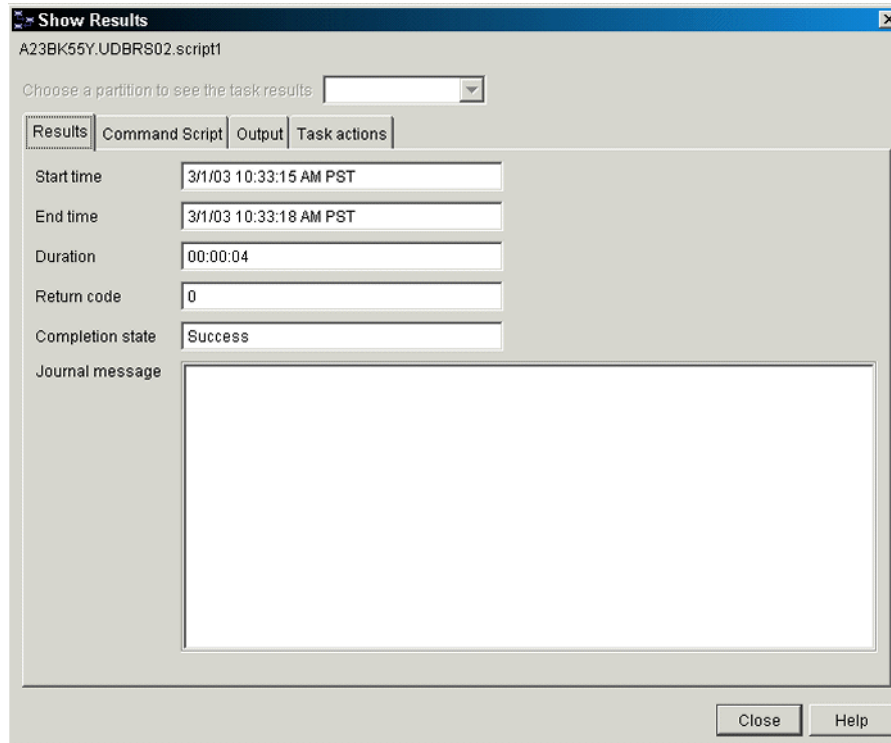 Show Results
A23BK55Y.UDBRS02.script1
Choose a partition to see the task results
Results Command Script Output Task actions
Start time 3/1/03 10:33:15 AM PST
End time 3/1/03 10:33:18 AM PST
Duration 00:00:04
Return code 0
Completion state Success
Journal message
Close Help